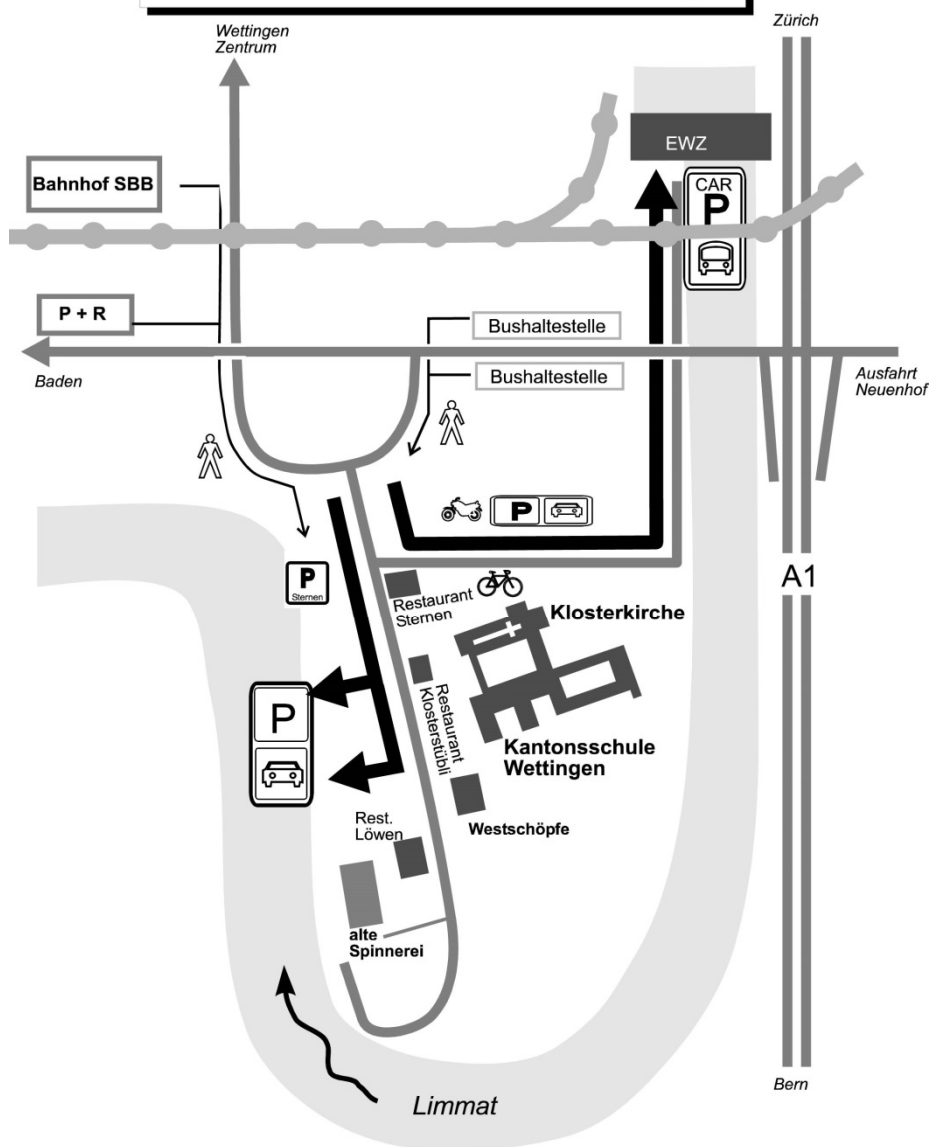 Wettingen
Zentrum
Zürich
EWZ
CAR
P
Bahnhof SBB
P + R
Bushaltestelle
Bushaltestelle
Baden
Ausfahrt
Neuenhof
P
P
Sternen
A1
Restaurant
Sternen
Klosterkirche
Restaurant
Klosterstübli
P
Kantonsschule
Wettingen
Rest.
Löwen
Westschöpfe
alte
Spinnerei
Bern
Limmat